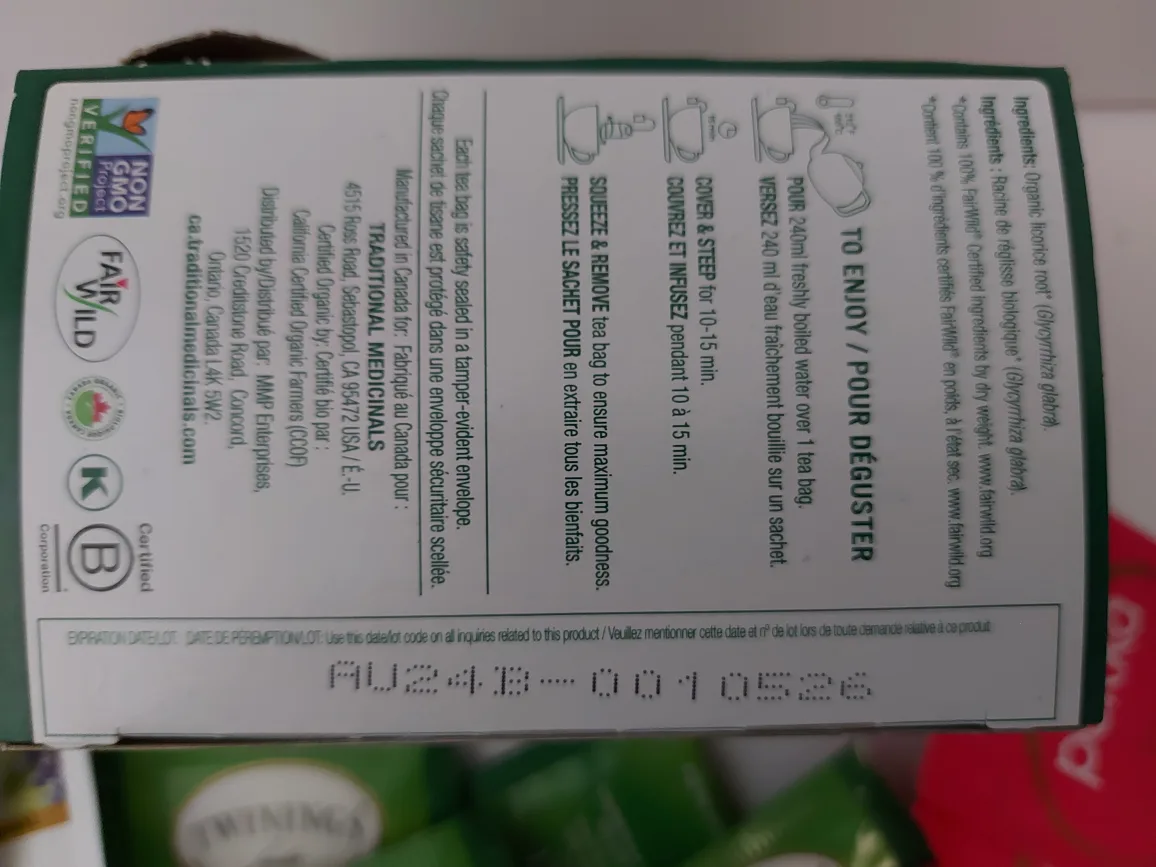 Ingredients: Organic licorice root* (Glycyrrhiza glabra).
Ingrédients : Racine de réglisse biologique* (Glycyrrhiza glabra).
*Contains 100% FairWild® Certified ingredients by dry weight. www.fairwild.org
*Contient 100 % d'ingrédients certifiés FairWild® en poids, à l'état sec. www.fairwild.org
TO ENJOY / POUR DÉGUSTER
POUR 240ml freshly boiled water over 1 tea bag.
VERSEZ 240 ml d'eau fraîchement bouillie sur un sachet.
COVER & STEEP for 10-15 min.
COUVREZ ET INFUSEZ pendant 10 à 15 min.
SQUEEZE & REMOVE tea bag to ensure maximum goodness.
PRESSEZ LE SACHET POUR en extraire tous les bienfaits.
Each tea bag is safety sealed in a tamper-evident envelope.
Chaque sachet de tisane est protégé dans une enveloppe sécuritaire scellée.
Manufactured in Canada for: Fabriqué au Canada pour :
TRADITIONAL MEDICINALS
4515 Ross Road, Sebastopol, CA 95472 USA / É.-U.
Certified Organic by: Certifié bio par :
California Certified Organic Farmers (CCOF)
Distributed by/Distribué par: MMP Enterprises,
1520 Creditstone Road, Concord,
Ontario, Canada L4K 5W2.
ca.traditionalmedicinals.com
NON
GMO
Project
VERIFIED
nongmoproject.org
FAIR
WILD
K
Certified
B
Corporation
EXPIRATION DATE/LOT: DATE DE PÉREMPTION/LOT: Use this date/lot code on all inquiries related to this product / Veuillez mentionner cette date et n° de lot lors de toute demande relative à ce produit
TWININGS